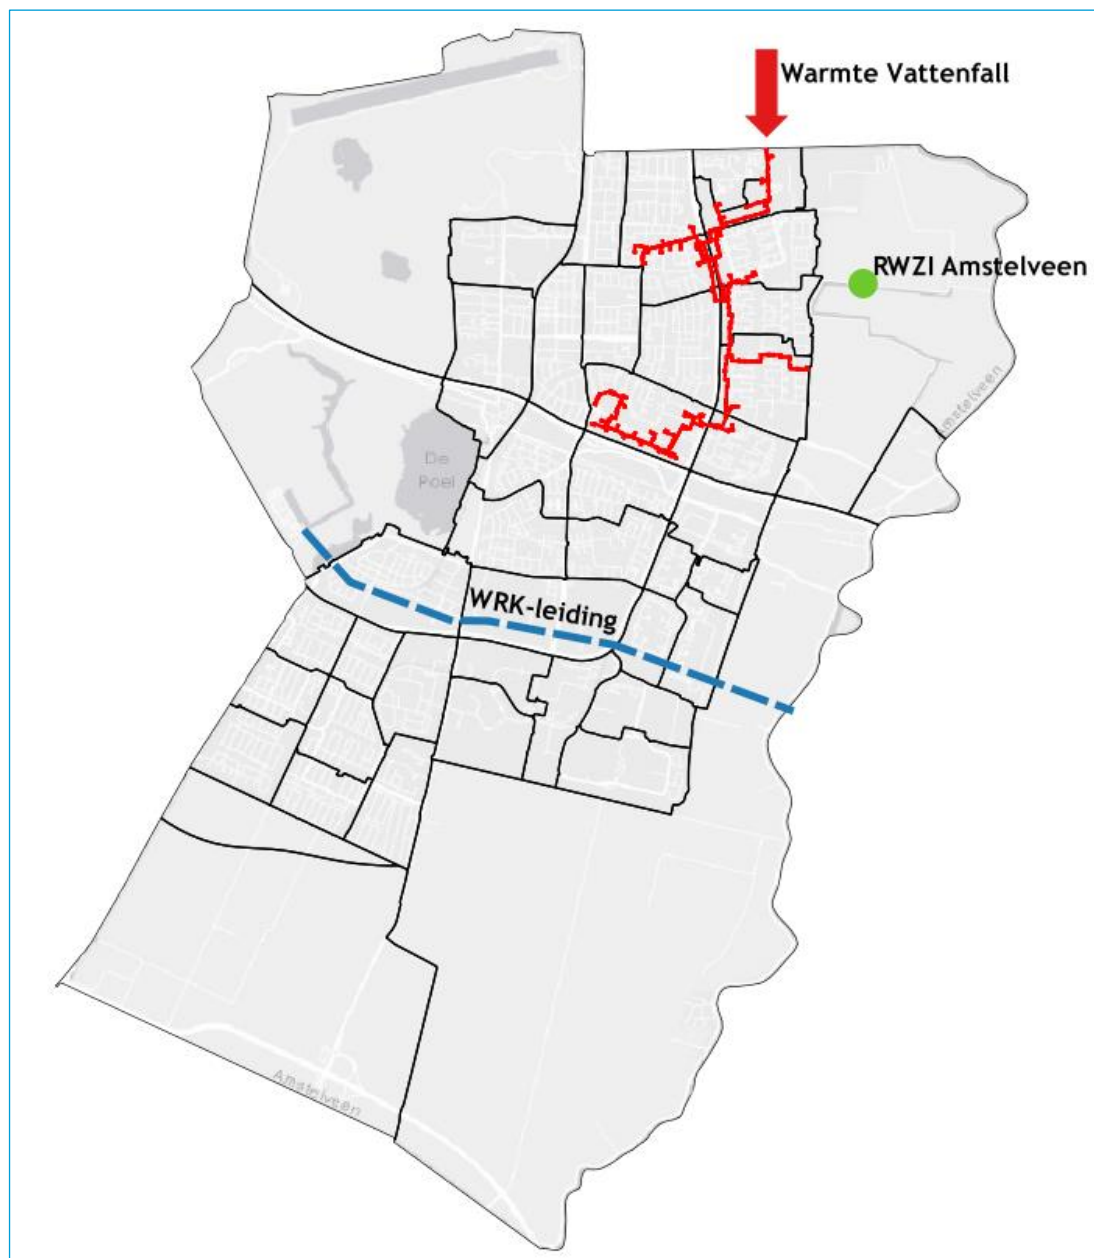 Warmte Vattenfall
RWZI Amstelveen
Amstelveen
De
Poel
WRK-leiding
Amstelveen